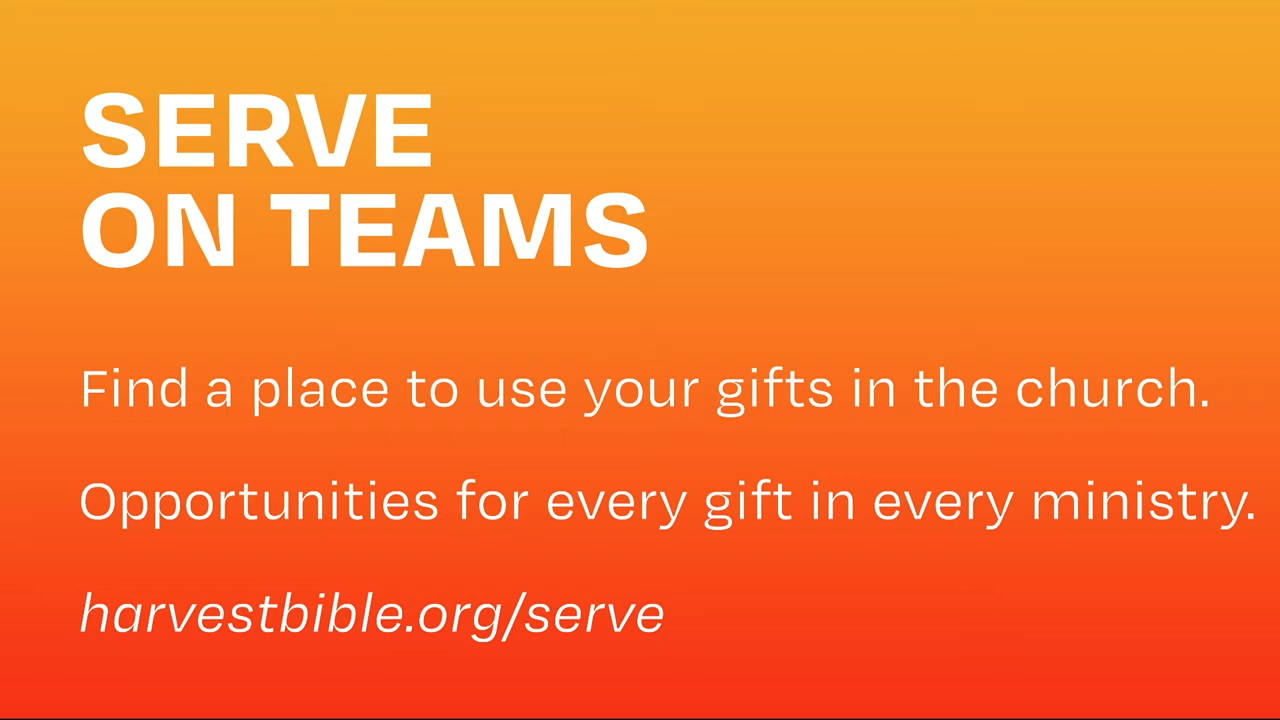 SERVE
ON TEAMS
Find a place to use your gifts in the church.
Opportunities for every gift in every ministry.
harvestbible.org/serve